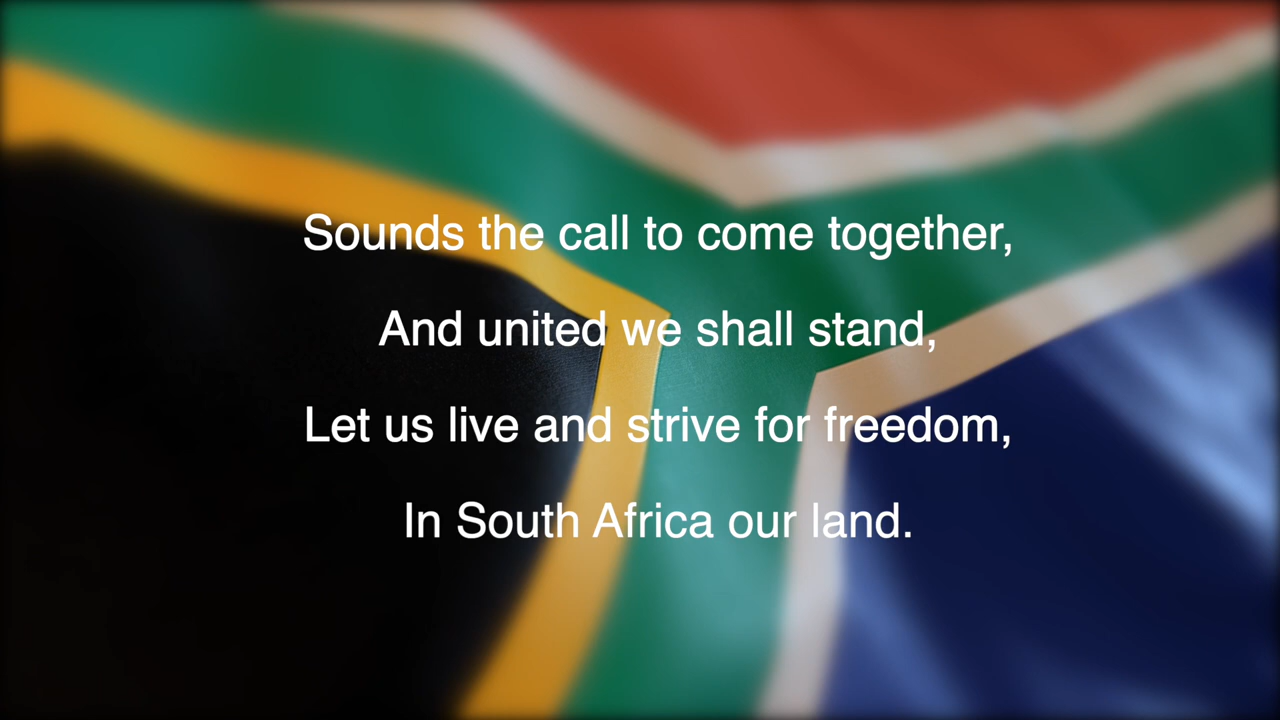 Sounds the call to come together,
And united we shall stand,
Let us live and strive for freedom,
In South Africa our land.